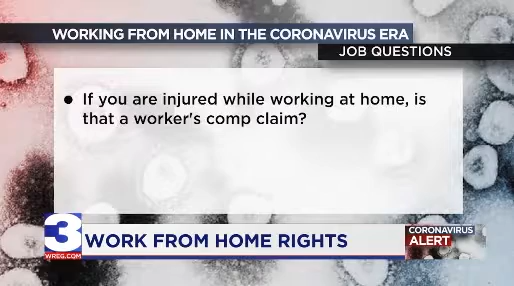 WORKING FROM HOME IN THE CORONAVIRUS ERA
JOB QUESTIONS
• If you are injured while working at home, is
that a worker's comp claim?
3
WREG.COM
WORK FROM HOME RIGHTS
CORONAVIRUS
ALERT